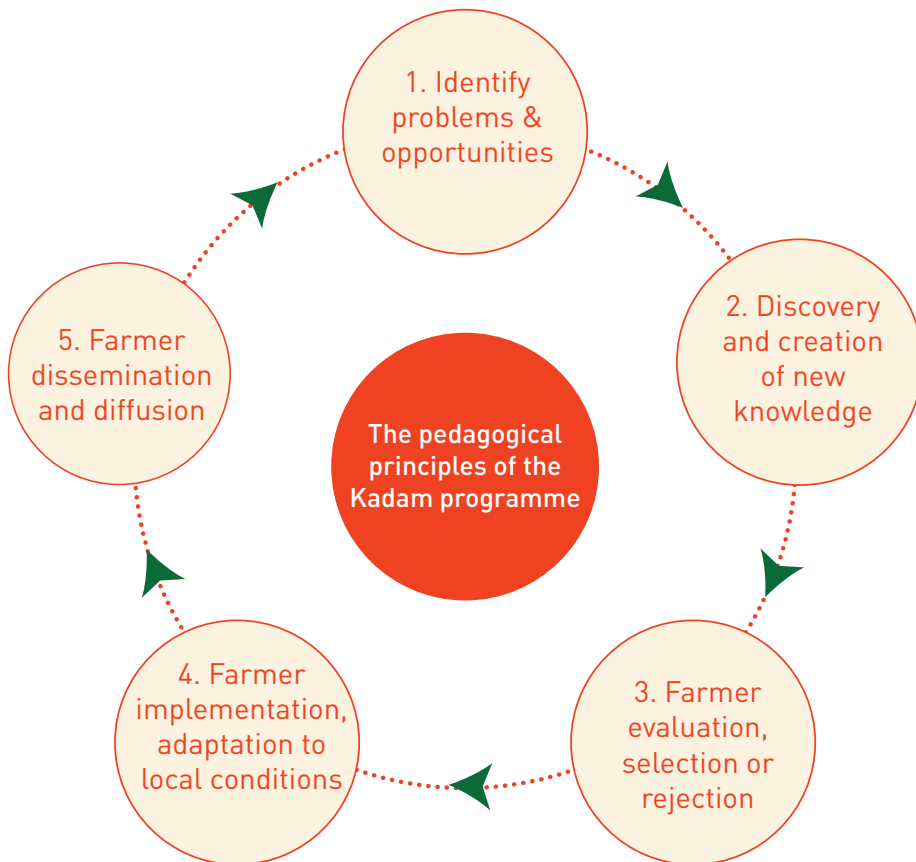 1. Identify
problems &
opportunities
2. Discovery
and creation
of new
knowledge
3. Farmer
evaluation,
selection or
rejection
4. Farmer
implementation,
adaptation to
local conditions
5. Farmer
dissemination
and diffusion
The pedagogical
principles of the
Kadam programme